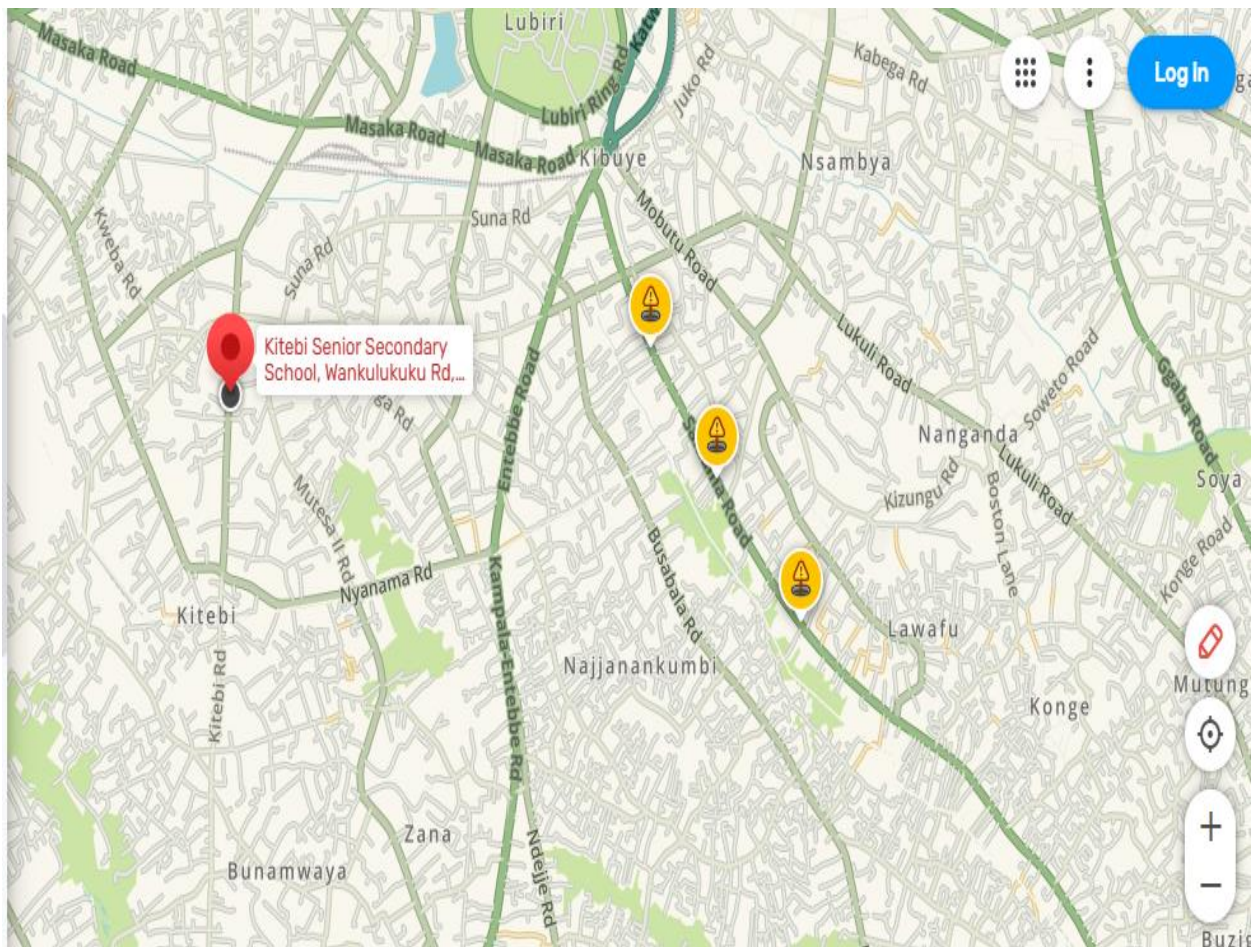 Lubiri
Masaka Road
Juko Rd
Kabega Rd
Log in
Lubiri Ring Rd
Masaka Road
Masaka Road
Kibuye
Nsambya
Kweba Rd
Suna Rd
Suna Rd
Mobutu Road
Kitebi Senior Secondary
School, Wankulukuku Rd,...
Entebbe Road
Lukuli Road
Soweto Road
Ggaba Road
Nanganda
Lukuli Road
Soya
Kizungu Rd
Boston Lane
Konge Road
Mutesa II Rd
Nyanama Rd
Kitebi
Kitebi Rd
Kampala-Entebbe Rd
Busabala Rd
Road
Lawafu
Najjanankumbi
Konge
Mutung
Zana
Ndejje Rd
Bunamwaya